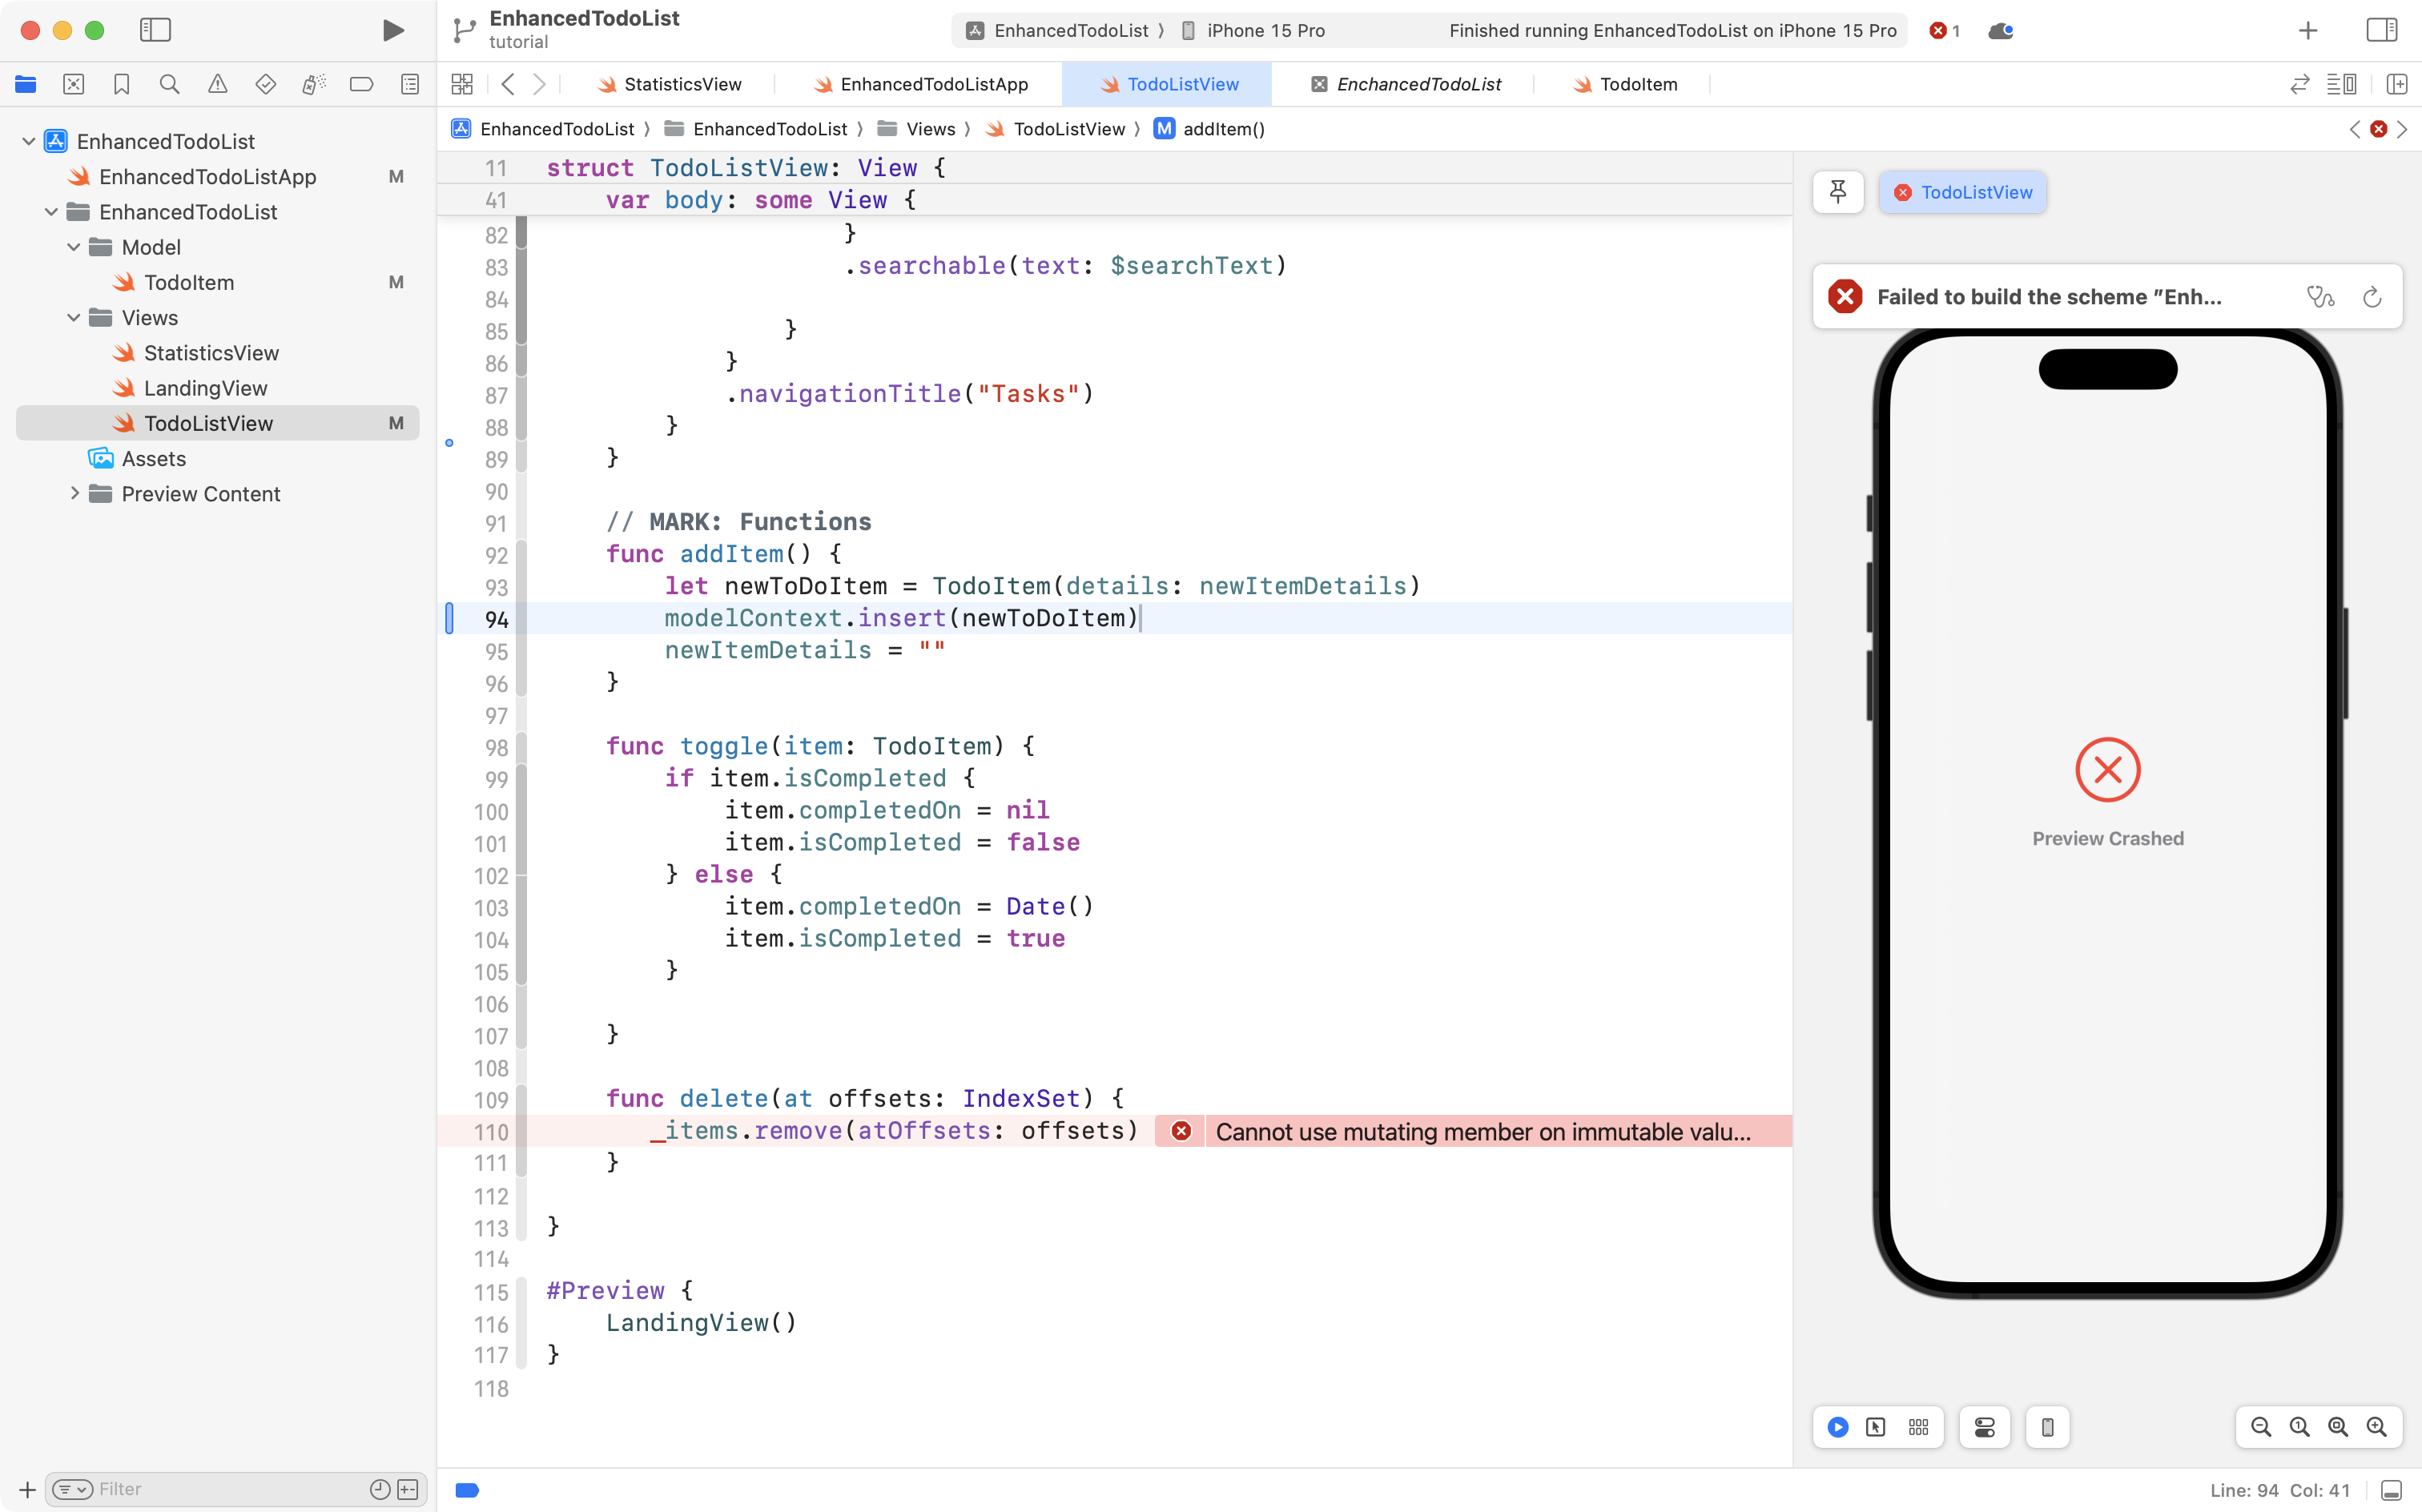 EnhancedTodoList
tutorial
EnhancedTodoList 〉 iPhone 15 Pro
Finished running EnhancedTodoList on iPhone 15 Pro
1
StatisticsView
EnhancedTodoListApp
TodoListView
EnchancedTodoList
TodoItem
EnhancedTodoList 〉 EnhancedTodoList 〉 Views 〉 TodoListView 〉 M addItem()
EnhancedTodoList
EnhancedTodoListApp M
EnhancedTodoList
Model
TodoItem M
Views
StatisticsView
LandingView
TodoListView M
Assets
Preview Content
Filter
11 struct TodoListView: View {
41 var body: some View {
82 }
83 .searchable(text: $searchText)
84
85 }
86 }
87 .navigationTitle("Tasks")
88 }
89 }
90
91 // MARK: Functions
92 func addItem() {
93 let newToDoItem = TodoItem(details: newItemDetails)
94 modelContext.insert(newToDoItem)
95 newItemDetails = ""
96 }
97
98 func toggle(item: TodoItem) {
99 if item.isCompleted {
100 item.completedOn = nil
101 item.isCompleted = false
102 } else {
103 item.completedOn = Date()
104 item.isCompleted = true
105 }
106
107 }
108
109 func delete(at offsets: IndexSet) {
110 _items.remove(atOffsets: offsets) Cannot use mutating member on immutable valu...
111 }
112
113 }
114
115 #Preview {
116 LandingView()
117 }
118
TodoListView
Failed to build the scheme "Enh...
Preview Crashed
Line: 94 Col: 41